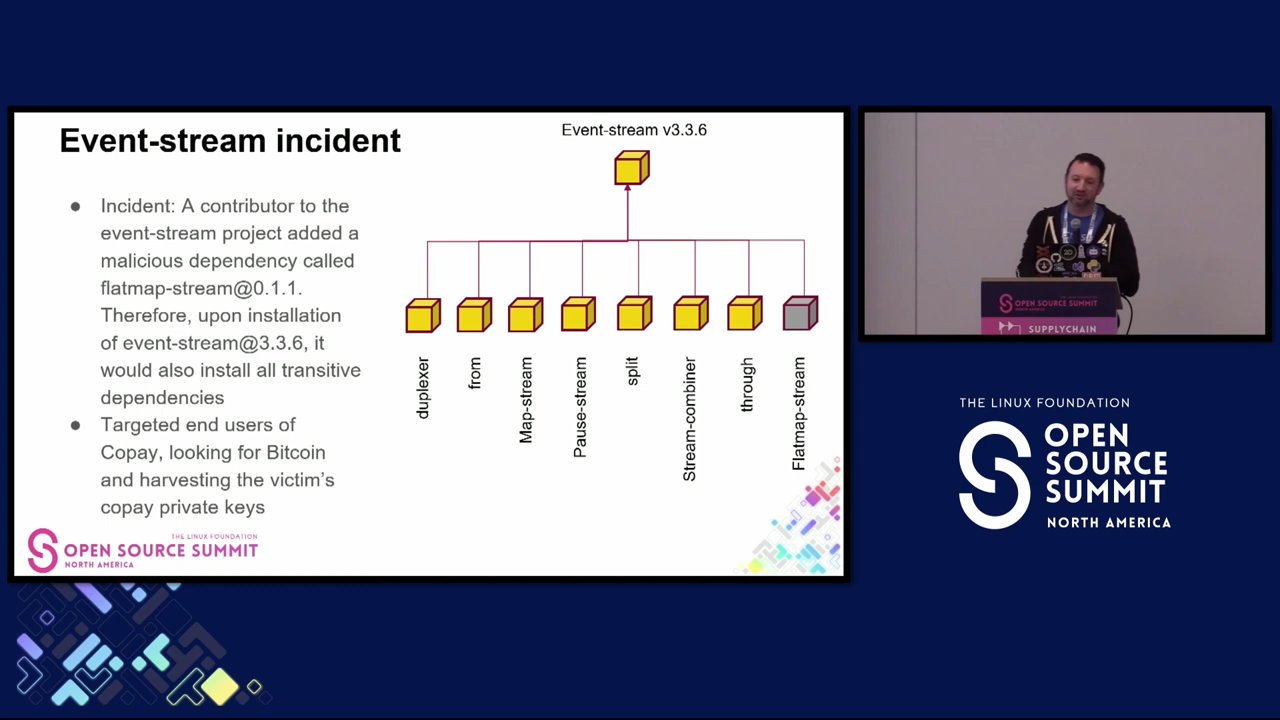 Event-stream incident
● Incident: A contributor to the
event-stream project added a
malicious dependency called
flatmap-stream@0.1.1.
Therefore, upon installation
of event-stream@3.3.6, it
would also install all transitive
dependencies
● Targeted end users of
Copay, looking for Bitcoin
and harvesting the victim's
copay private keys
Event-stream v3.3.6
duplexer
from
Map-stream
Pause-stream
split
Stream-combiner
through
Flatmap-stream
THE LINUX FOUNDATION
OPEN SOURCE SUMMIT
NORTH AMERICA
OPEN SOURCE SUMMIT
SUPPLYCHAIN
THE LINUX FOUNDATION
OPEN
SOURCE
SUMMIT
NORTH AMERICA